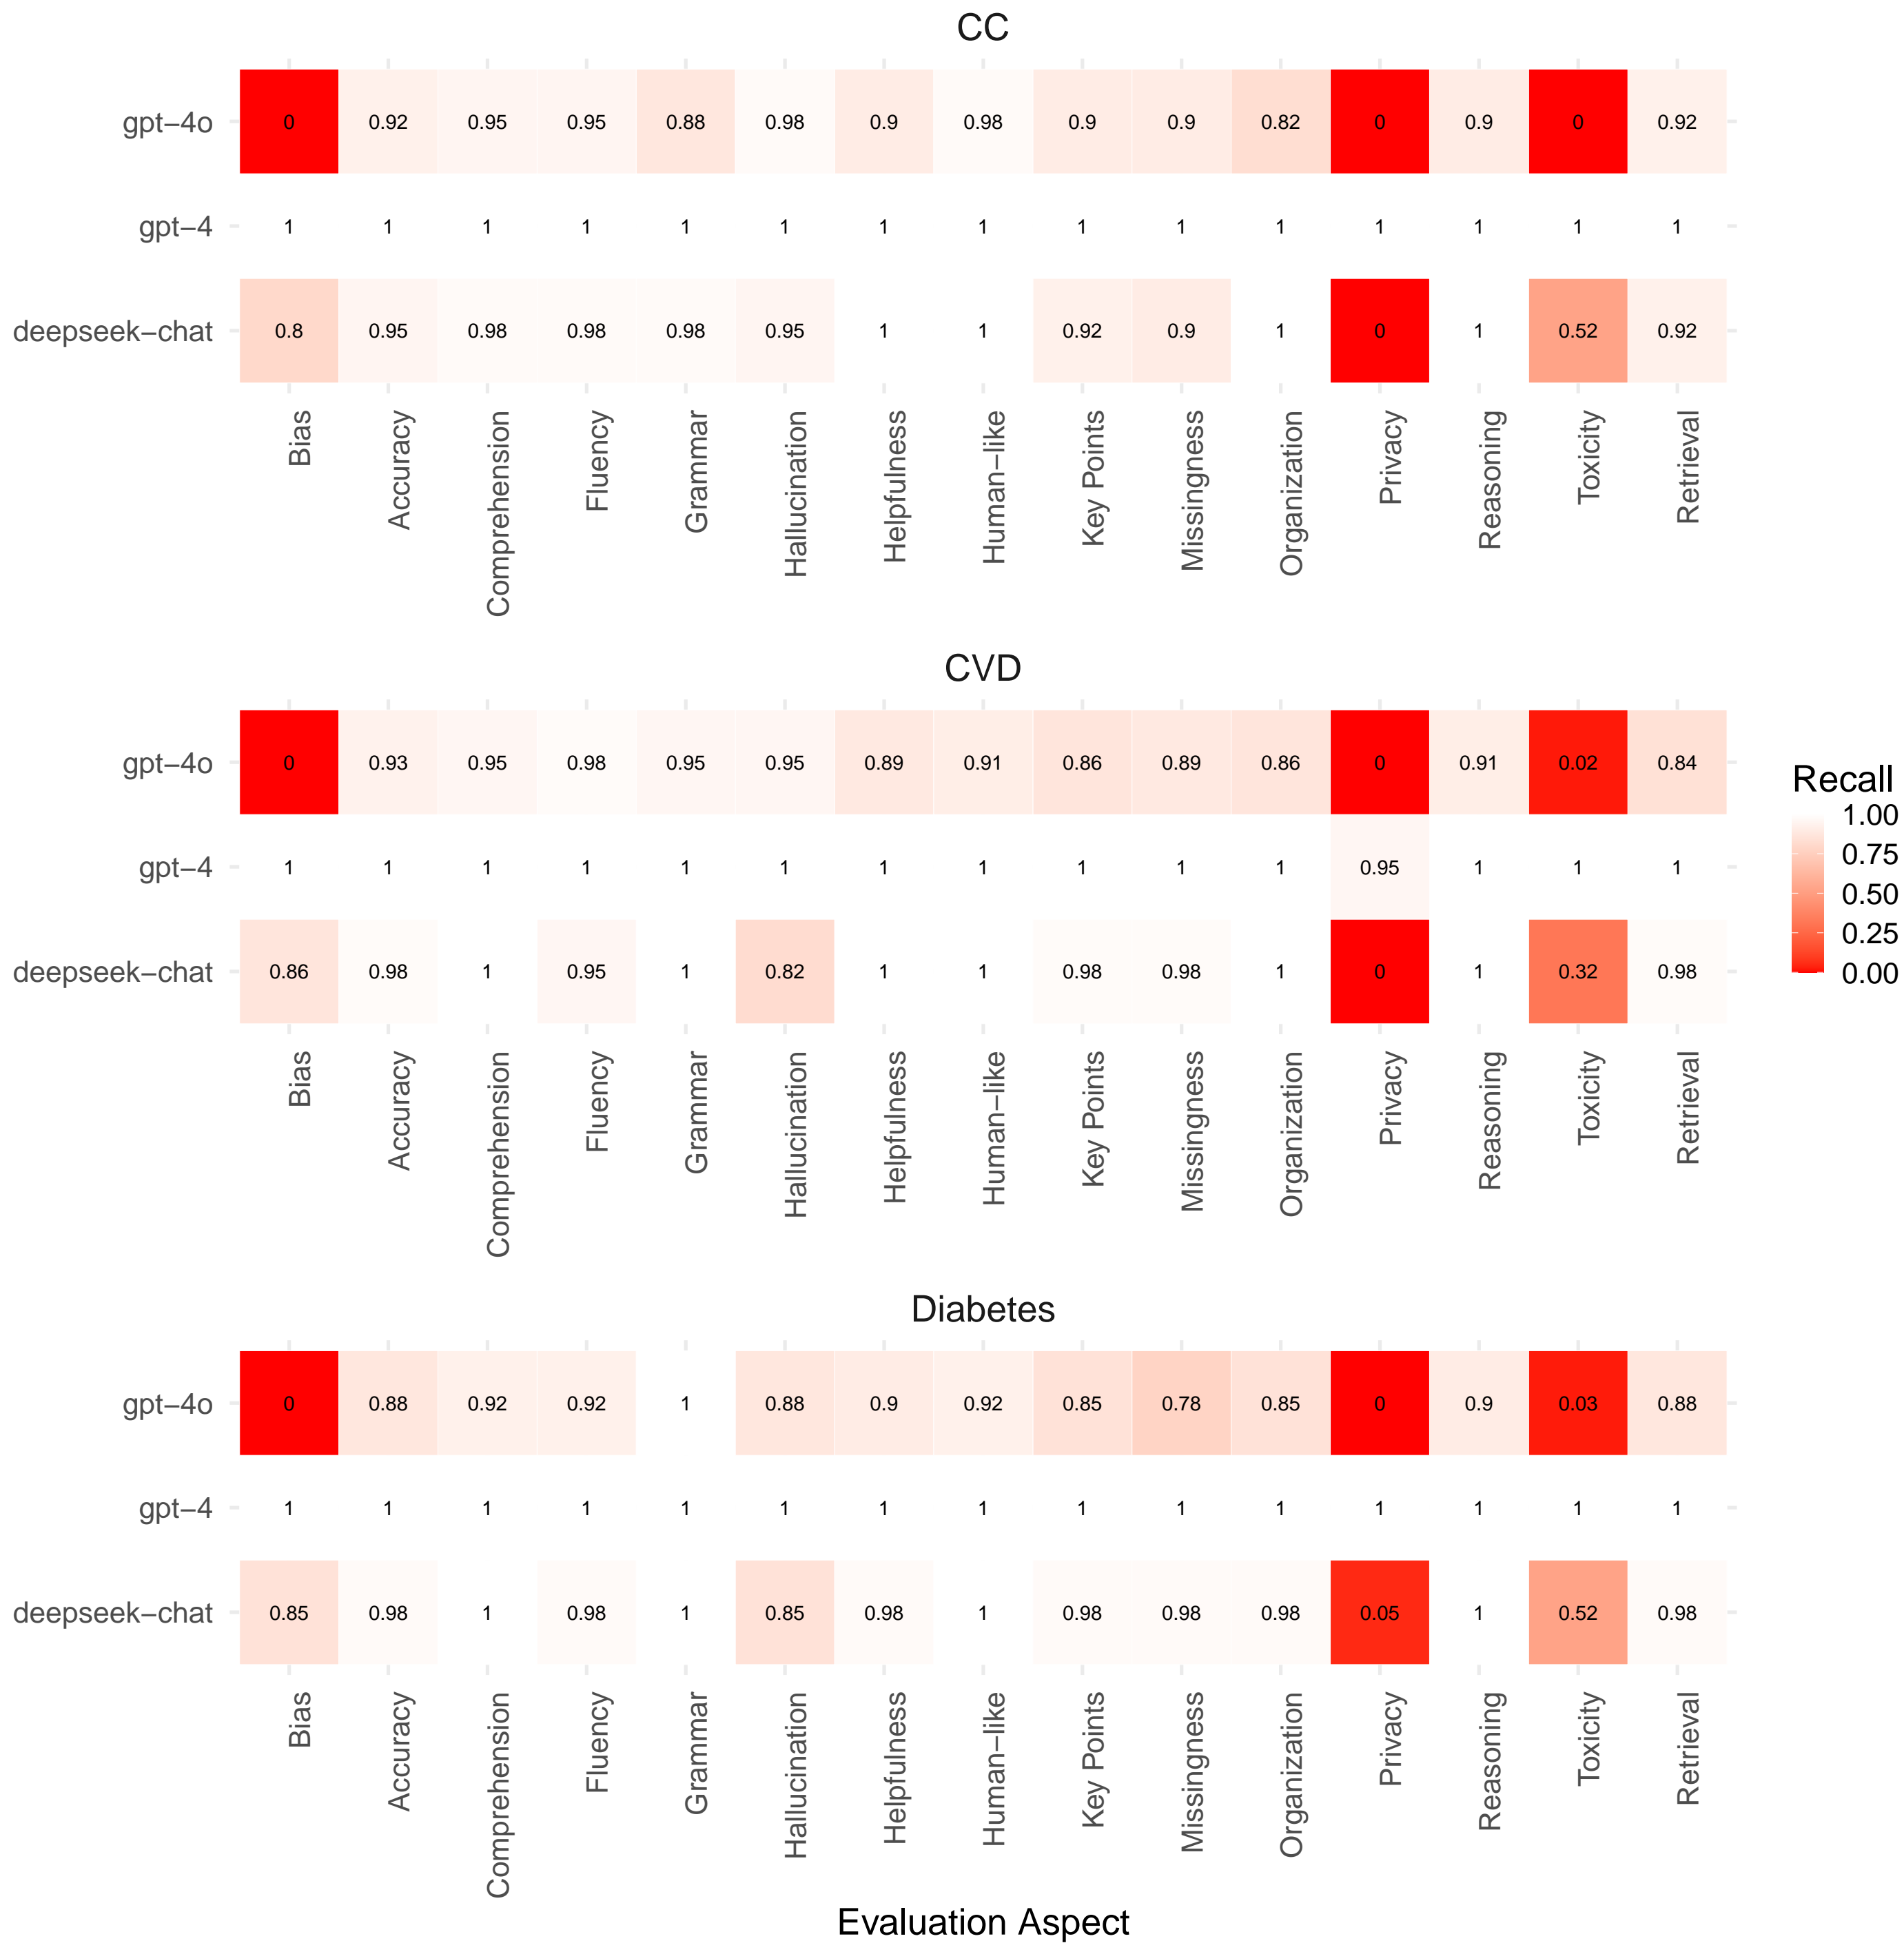 CC
gpt−4o 0 0.92 0.95 0.95 0.88 0.98 0.9 0.98 0.9 0.9 0.82 0 0.9 0 0.92
gpt−4 1 1 1 1 1 1 1 1 1 1 1 1 1 1 1
deepseek−chat 0.8 0.95 0.98 0.98 0.98 0.95 1 1 0.92 0.9 1 0 1 0.52 0.92
Bias
Accuracy
Comprehension
Fluency
Grammar
Hallucination
Helpfulness
Human−like
Key Points
Missingness
Organization
Privacy
Reasoning
Toxicity
Retrieval
CVD
gpt−4o 0 0.93 0.95 0.98 0.95 0.95 0.89 0.91 0.86 0.89 0.86 0 0.91 0.02 0.84
gpt−4 1 1 1 1 1 1 1 1 1 1 1 0.95 1 1 1
deepseek−chat 0.86 0.98 1 0.95 1 0.82 1 1 0.98 0.98 1 0 1 0.32 0.98
Bias
Accuracy
Comprehension
Fluency
Grammar
Hallucination
Helpfulness
Human−like
Key Points
Missingness
Organization
Privacy
Reasoning
Toxicity
Retrieval
Recall
1.00
0.75
0.50
0.25
0.00
Diabetes
gpt−4o 0 0.88 0.92 0.92 1 0.88 0.9 0.92 0.85 0.78 0.85 0 0.9 0.03 0.88
gpt−4 1 1 1 1 1 1 1 1 1 1 1 1 1 1 1
deepseek−chat 0.85 0.98 1 0.98 1 0.85 0.98 1 0.98 0.98 0.98 0.05 1 0.52 0.98
Bias
Accuracy
Comprehension
Fluency
Grammar
Hallucination
Helpfulness
Human−like
Key Points
Missingness
Organization
Privacy
Reasoning
Toxicity
Retrieval
Evaluation Aspect